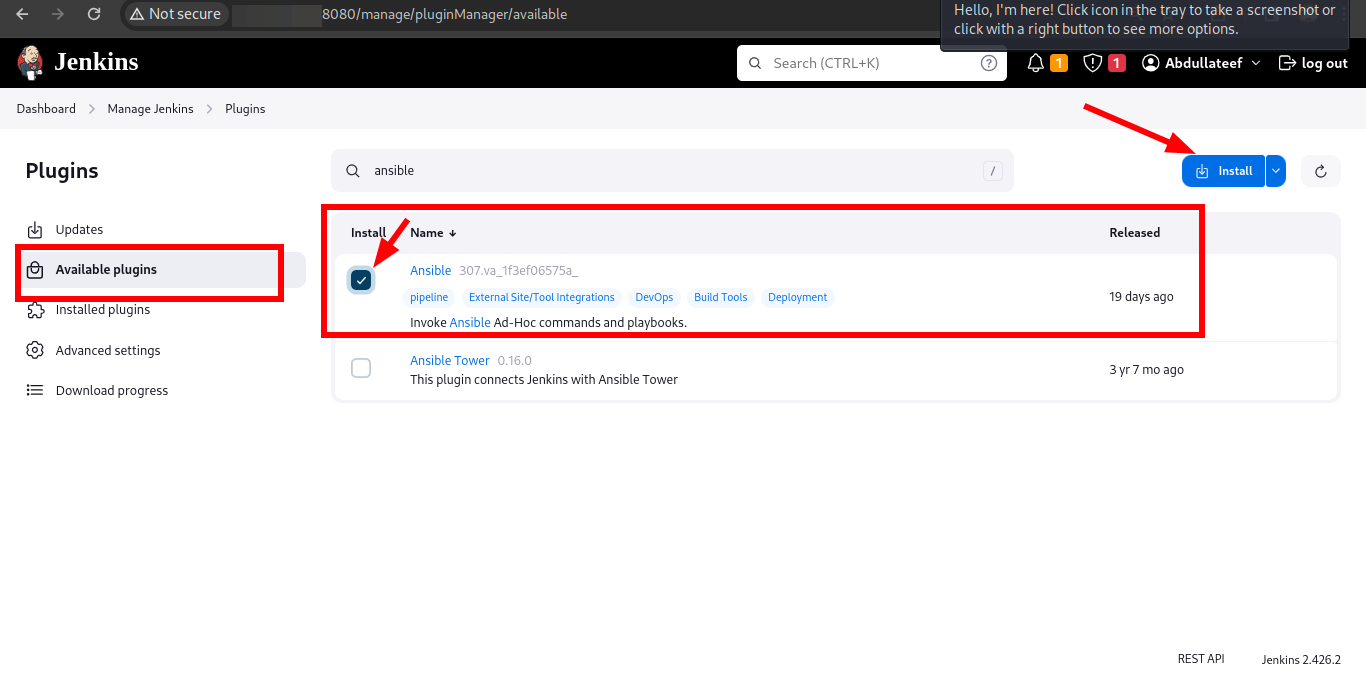 Not secure 8080/manage/pluginManager/available
Hello, I'm here! Click icon in the tray to take a screenshot or
click with a right button to see more options.
Jenkins Search (CTRL+K) ? 1 1 Abdullateef log out
Dashboard Manage Jenkins Plugins
Plugins
ansible /
Install
Updates
Available plugins
Installed plugins
Advanced settings
Download progress
Install Name ↓ Released
Ansible 307.va_1f3ef06575a_
pipeline External Site/Tool Integrations DevOps Build Tools Deployment
19 days ago
Invoke Ansible Ad-Hoc commands and playbooks.
Ansible Tower 0.16.0
This plugin connects Jenkins with Ansible Tower
3 yr 7 mo ago
REST API Jenkins 2.426.2